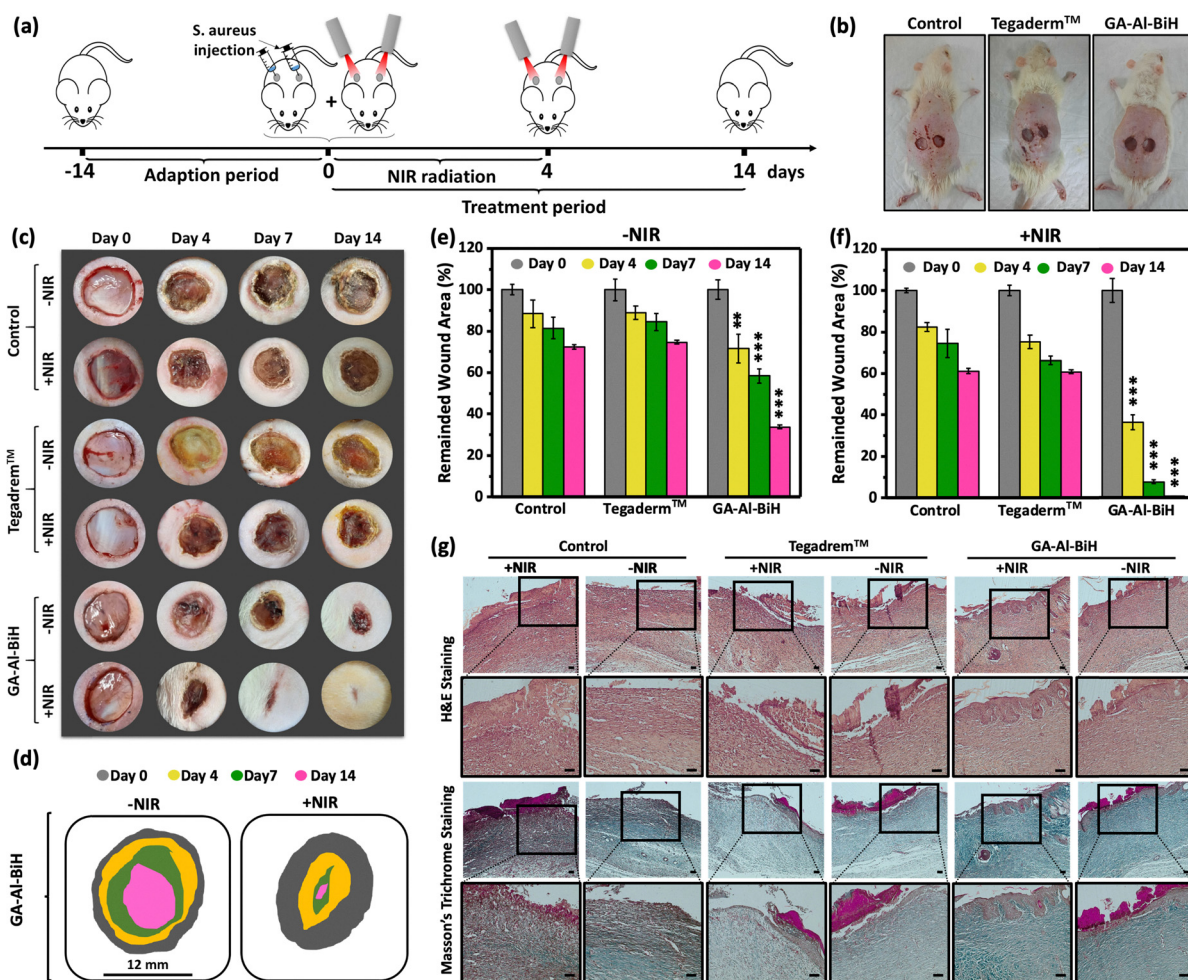 (a)
S. aureus
injection
+
-14
0
4
14
days
Adaption period
NIR radiation
Treatment period
(b)
Control
Tegaderm™
GA-Al-BiH
(c)
Day 0
Day 4
Day 7
Day 14
Control
-NIR
+NIR
Tegadrem™
-NIR
+NIR
GA-Al-BiH
-NIR
+NIR
(d)
Day 0
Day 4
Day7
Day 14
-NIR
+NIR
GA-Al-BiH
12 mm
(e)
-NIR
Remainded Wound Area (%)
120
100
80
60
40
20
0
Day 0
Day 4
Day7
Day 14
**
***
***
Control
Tegaderm™
GA-Al-BiH
(f)
+NIR
Remainded Wound Area (%)
120
100
80
60
40
20
0
Day 0
Day 4
Day7
Day 14
***
***
***
Control
Tegaderm™
GA-Al-BiH
(g)
Control
Tegadrem™
GA-Al-BiH
+NIR
-NIR
+NIR
-NIR
+NIR
-NIR
H&E Staining
Masson's Trichrome Staining